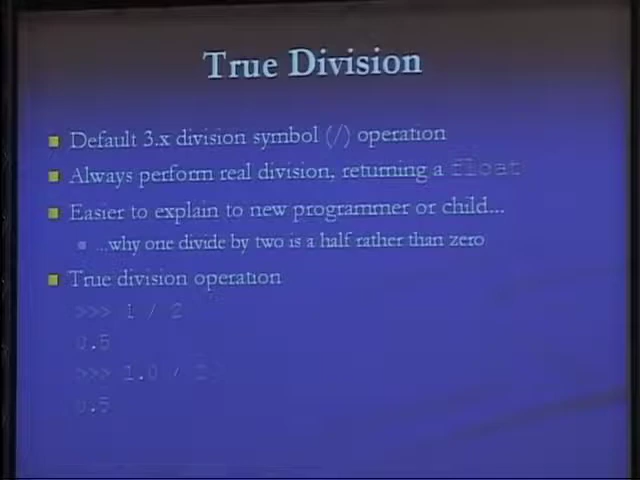 True Division
Default 3.x division symbol (/) operation
Always perform real division, returning a float
Easier to explain to new programmer or child...
...why one divide by two is a half rather than zero
True division operation
>>> 1 / 2
0.5
>>> 1.0 /
0.5